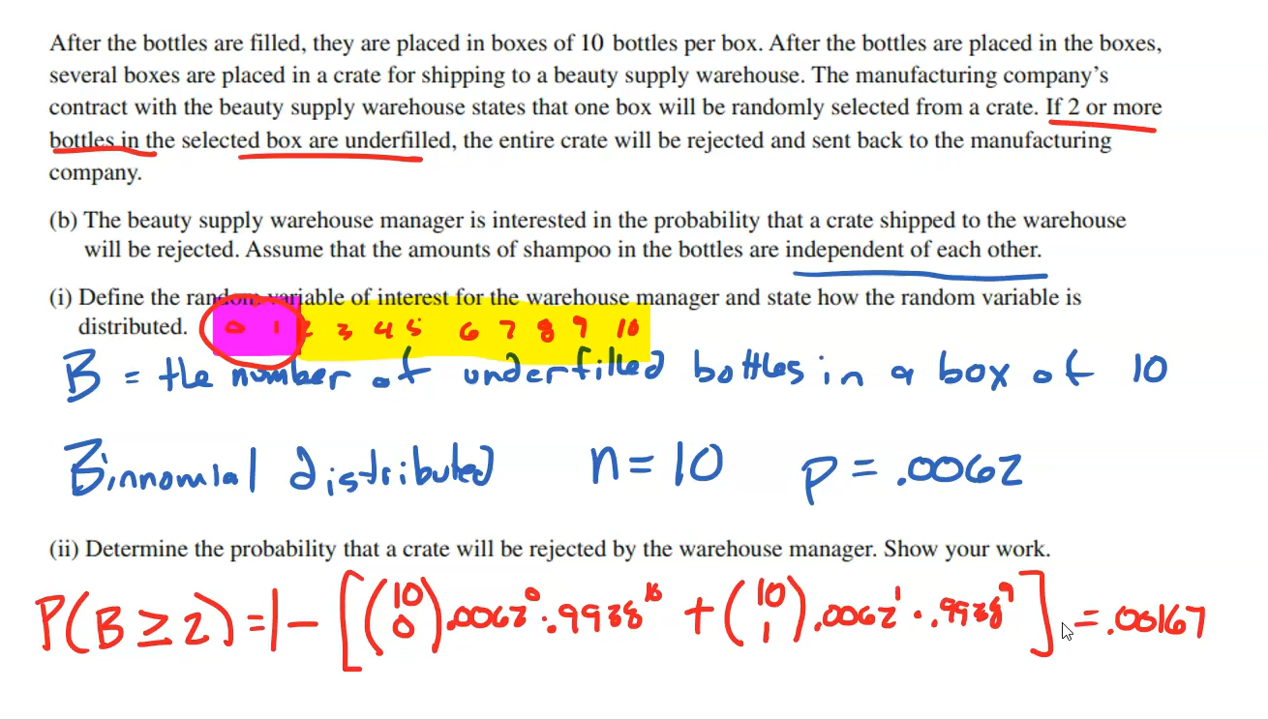 After the bottles are filled, they are placed in boxes of 10 bottles per box. After the bottles are placed in the boxes,
several boxes are placed in a crate for shipping to a beauty supply warehouse. The manufacturing company's
contract with the beauty supply warehouse states that one box will be randomly selected from a crate. If 2 or more
bottles in the selected box are underfilled, the entire crate will be rejected and sent back to the manufacturing
company.
(b) The beauty supply warehouse manager is interested in the probability that a crate shipped to the warehouse
will be rejected. Assume that the amounts of shampoo in the bottles are independent of each other.
(i) Define the random variable of interest for the warehouse manager and state how the random variable is
distributed. 0 1 2 3 4 5 6 7 8 9 10
B = the number of underfilled bottles in a box of 10
Binnomial distributed n = 10 p = .0062
(ii) Determine the probability that a crate will be rejected by the warehouse manager. Show your work.
P(B ≥ 2) = 1 − [(10 0) .0062⁰ · .9938¹⁰ + (10 1) .0062¹ · .9938⁹] = .00167